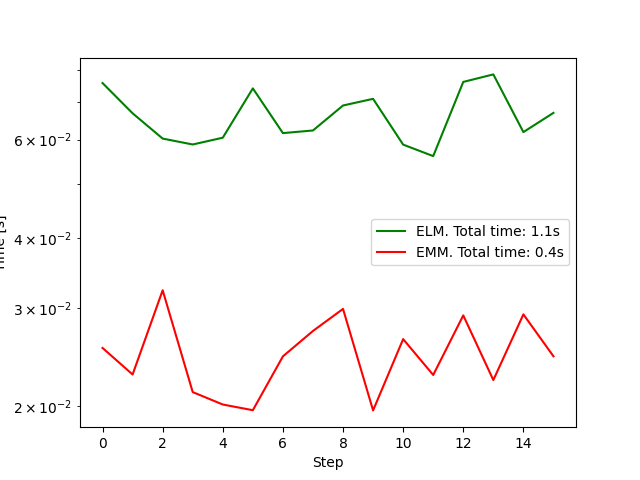 6 × 10⁻²
4 × 10⁻²
3 × 10⁻²
2 × 10⁻²
Time [s]
ELM. Total time: 1.1s
EMM. Total time: 0.4s
0 2 4 6 8 10 12 14
Step